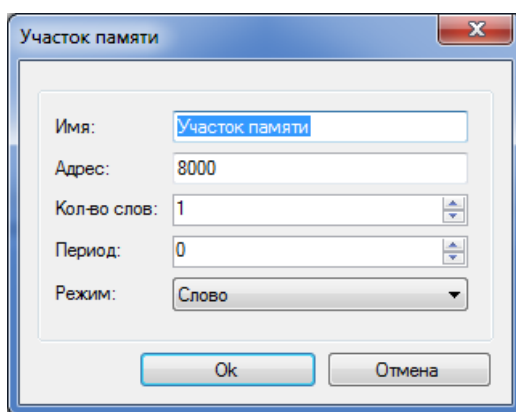 Участок памяти
Имя: Участок памяти
Адрес: 8000
Кол-во слов: 1
Период: 0
Режим: Слово
Ok Отмена